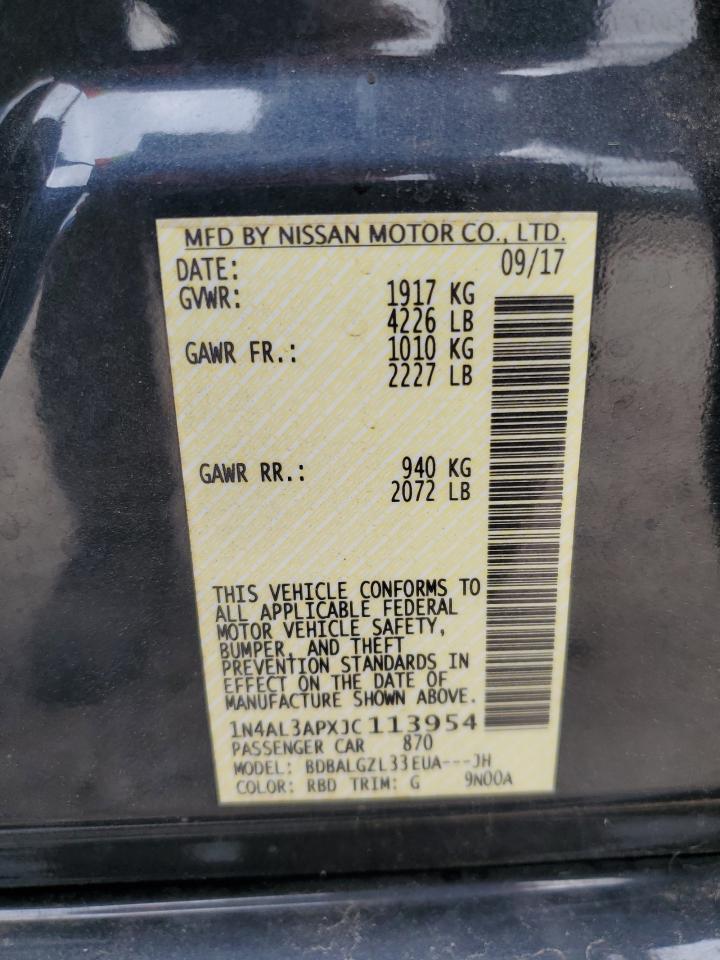 MFD BY NISSAN MOTOR CO., LTD.
DATE: 09/17
GVWR: 1917 KG
4226 LB
GAWR FR.: 1010 KG
2227 LB
GAWR RR.: 940 KG
2072 LB
THIS VEHICLE CONFORMS TO
ALL APPLICABLE FEDERAL
MOTOR VEHICLE SAFETY,
BUMPER, AND THEFT
PREVENTION STANDARDS IN
EFFECT ON THE DATE OF
MANUFACTURE SHOWN ABOVE.
1N4AL3APXJC113954
PASSENGER CAR 870
MODEL: BDBALGZL33EUA---JH
COLOR: RBD TRIM: G 9N00A